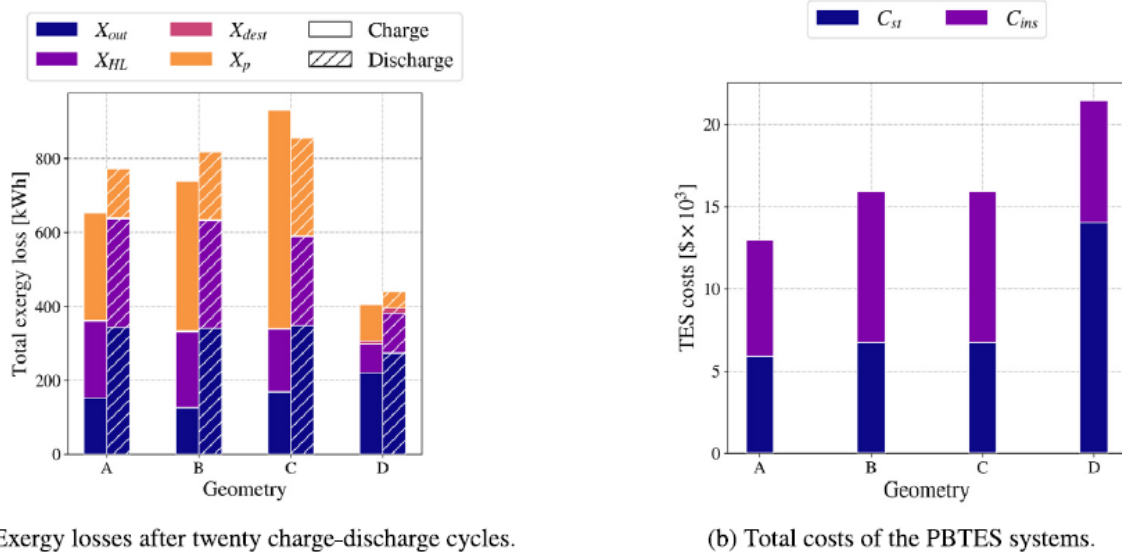 X_out X_dest Charge
X_HL X_p Discharge
Total exergy loss [kWh]
800
600
400
200
0
A B C D
Geometry
Exergy losses after twenty charge-discharge cycles.
C_st C_ins
TES costs [$ × 10³]
20
15
10
5
0
A B C D
Geometry
(b) Total costs of the PBTES systems.